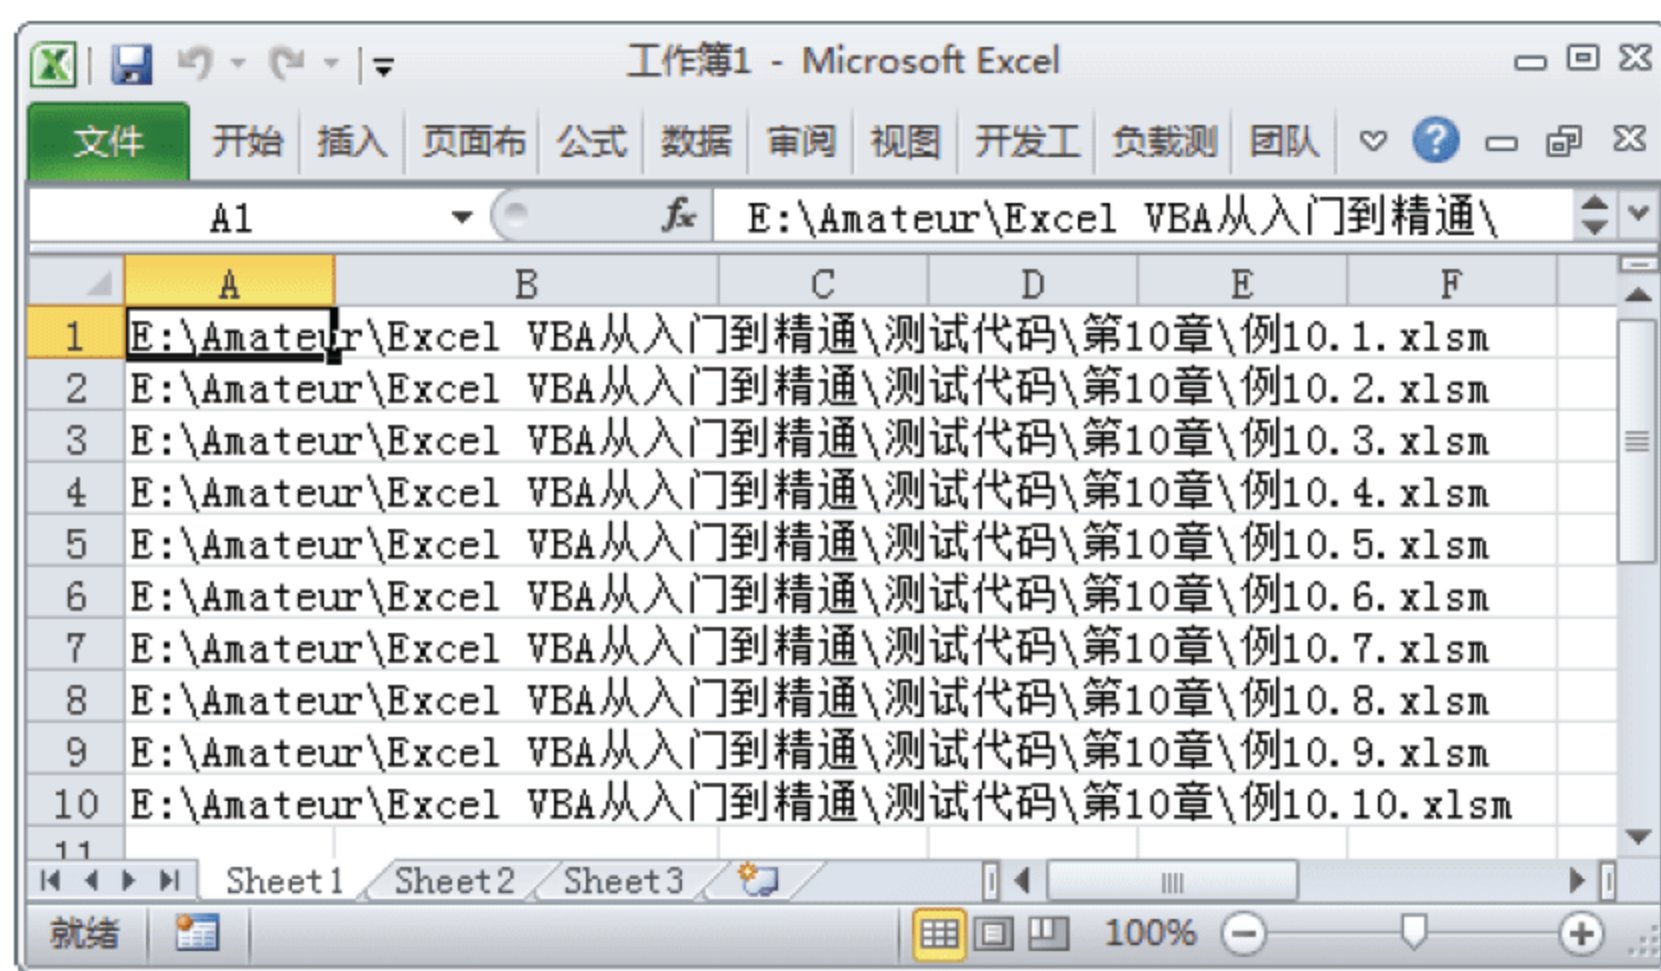 工作簿1 - Microsoft Excel
文件 开始 插入 页面布 公式 数据 审阅 视图 开发工 负载测 团队
A1 fx E:\Amateur\Excel VBA从入门到精通\
A B C D E F
1 E:\Amateur\Excel VBA从入门到精通\测试代码\第10章\例10.1.xlsm
2 E:\Amateur\Excel VBA从入门到精通\测试代码\第10章\例10.2.xlsm
3 E:\Amateur\Excel VBA从入门到精通\测试代码\第10章\例10.3.xlsm
4 E:\Amateur\Excel VBA从入门到精通\测试代码\第10章\例10.4.xlsm
5 E:\Amateur\Excel VBA从入门到精通\测试代码\第10章\例10.5.xlsm
6 E:\Amateur\Excel VBA从入门到精通\测试代码\第10章\例10.6.xlsm
7 E:\Amateur\Excel VBA从入门到精通\测试代码\第10章\例10.7.xlsm
8 E:\Amateur\Excel VBA从入门到精通\测试代码\第10章\例10.8.xlsm
9 E:\Amateur\Excel VBA从入门到精通\测试代码\第10章\例10.9.xlsm
10 E:\Amateur\Excel VBA从入门到精通\测试代码\第10章\例10.10.xlsm
11
Sheet1 Sheet2 Sheet3
就绪 100%